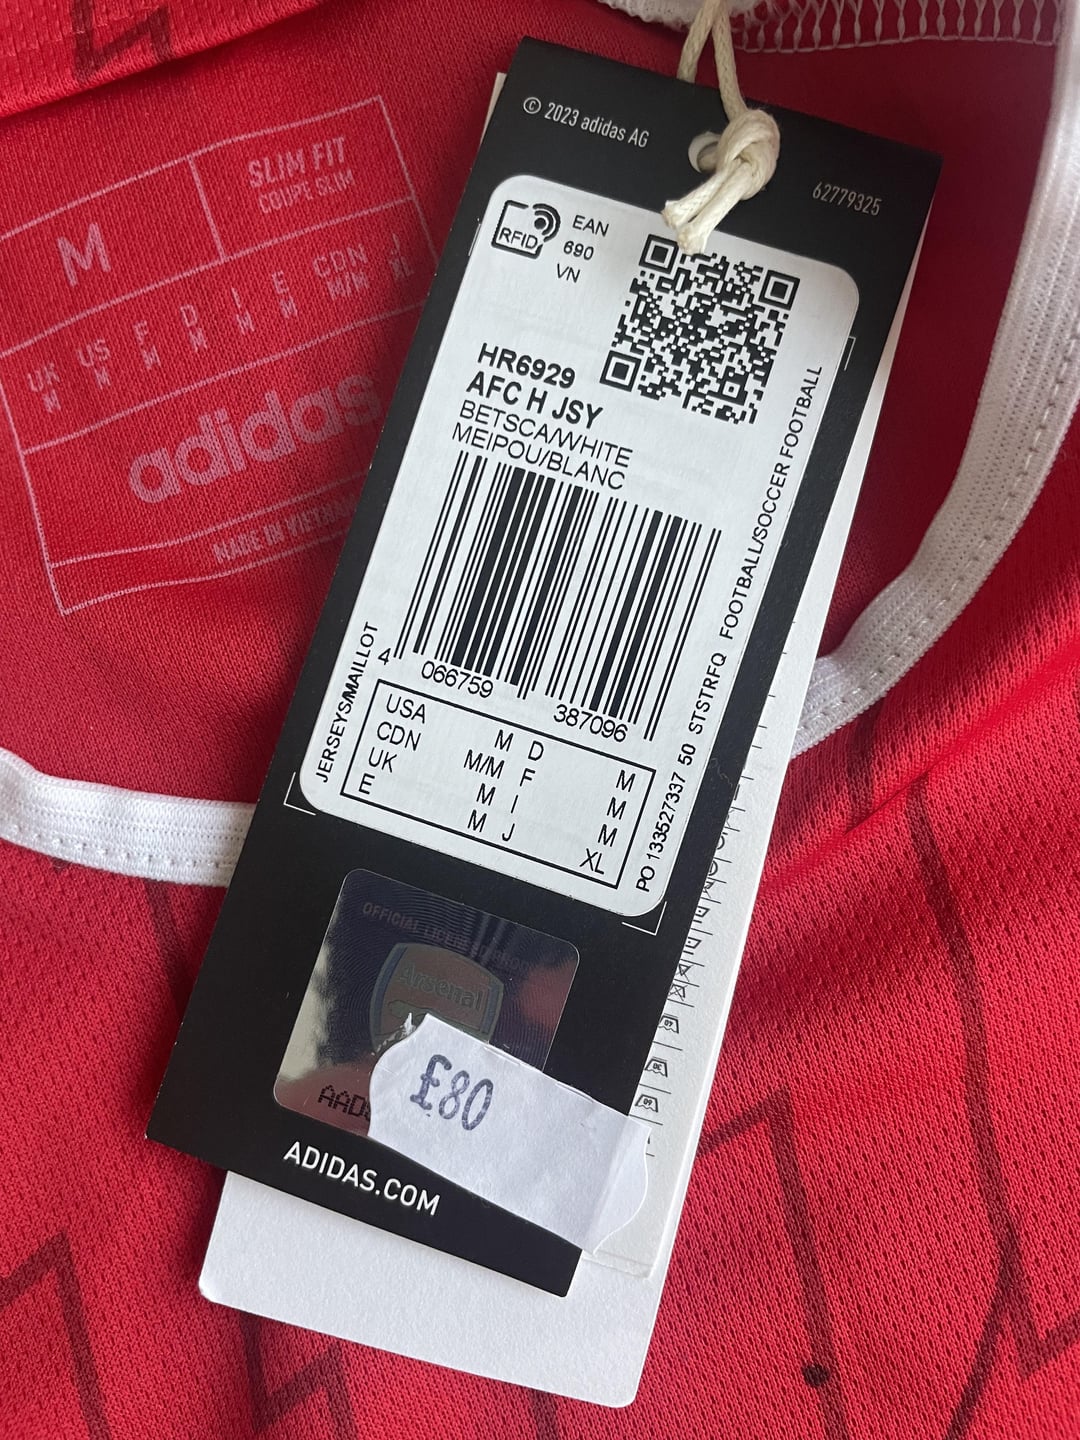 © 2023 adidas AG
62779325
RFID
EAN
690
VN
HR6929
AFC H JSY
BETSCA/WHITE
MEIPOU/BLANC
4 066759 387096
JERSEYS/MAILLOT
USA M D M
CDN M/M F M
UK M I M
E M J XL
PO 133527337 50 STSTRFQ FOOTBALL/SOCCER FOOTBALL
OFFICIAL
Arsenal
£80
ADIDAS.COM
M
SLIM FIT
COUPE SLIM
UK US F D I E CDN J
M M M M M M M/M XL
adidas
MADE IN VIETNAM